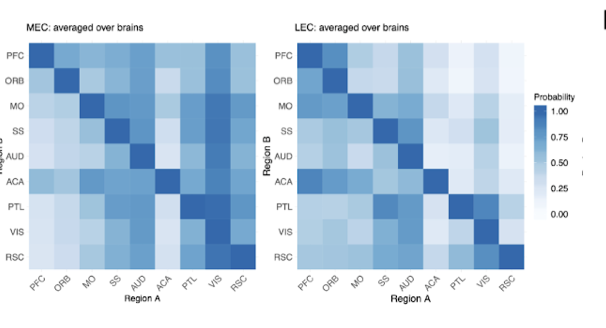 MEC: averaged over brains
PFC
ORB
MO
SS
AUD
ACA
PTL
VIS
RSC
PFC ORB MO SS AUD ACA PTL VIS RSC
Region A
LEC: averaged over brains
Region B
PFC
ORB
MO
SS
AUD
ACA
PTL
VIS
RSC
PFC ORB MO SS AUD ACA PTL VIS RSC
Region A
Probability
1.00
0.75
0.50
0.25
0.00